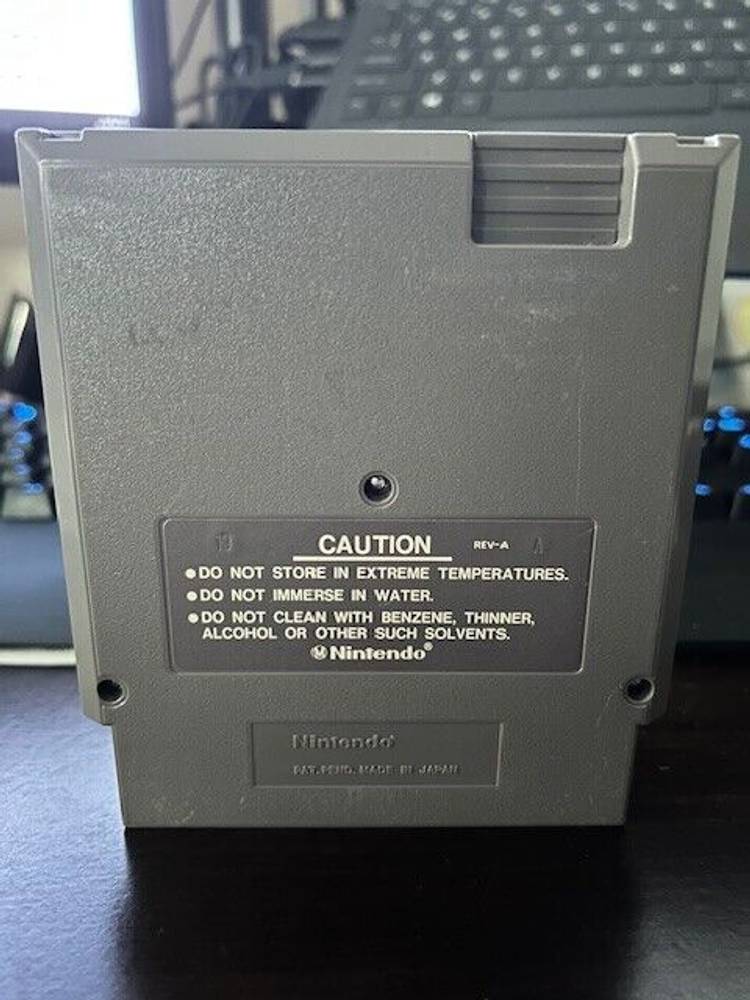 19 CAUTION REV-A A
●DO NOT STORE IN EXTREME TEMPERATURES.
●DO NOT IMMERSE IN WATER.
●DO NOT CLEAN WITH BENZENE, THINNER,
ALCOHOL OR OTHER SUCH SOLVENTS.
Ⓜ Nintendo®
Nintendo®
PAT. PEND. MADE IN JAPAN